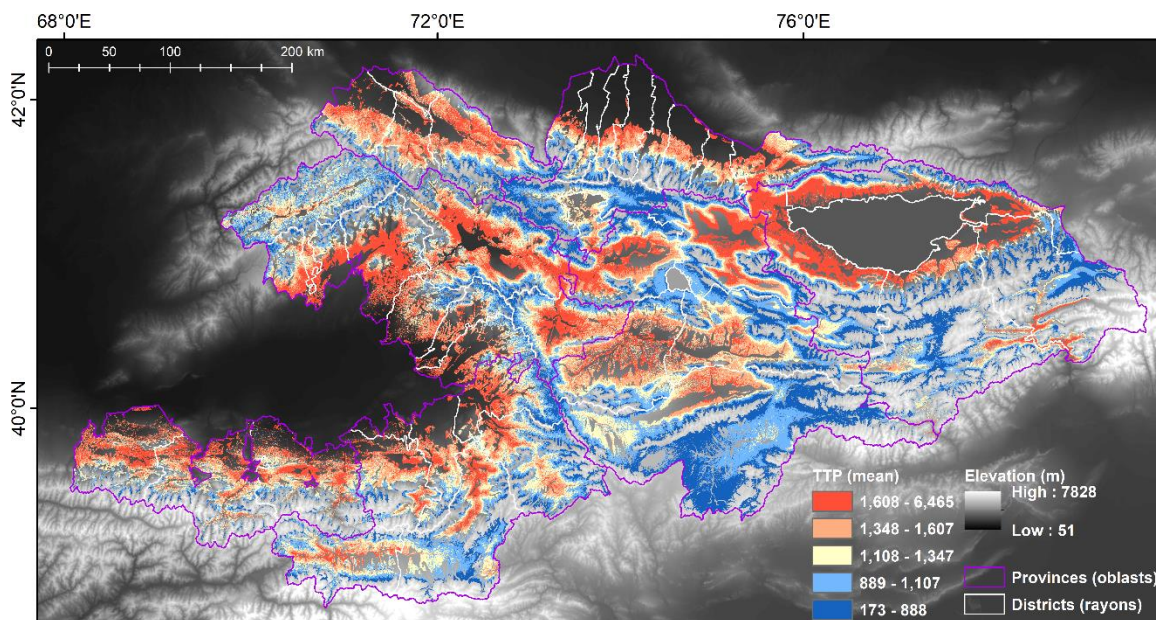 68°0'E 72°0'E 76°0'E
0 50 100 200 km
42°0'N
40°0'N
TTP (mean)
1,608 - 6,465
1,348 - 1,607
1,108 - 1,347
889 - 1,107
173 - 888
Elevation (m)
High : 7828
Low : 51
Provinces (oblasts)
Districts (rayons)